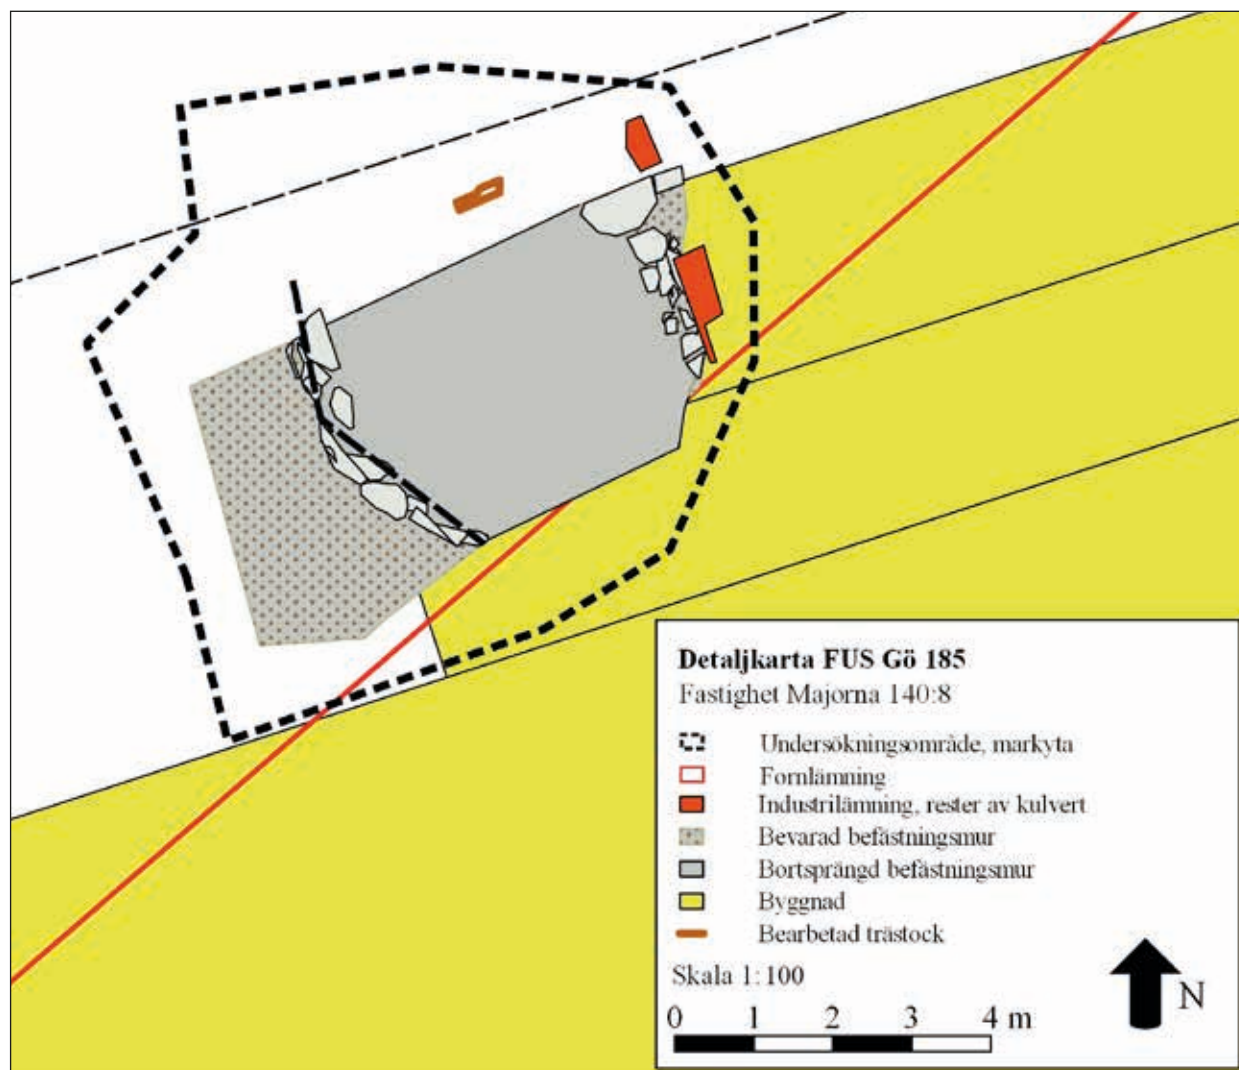 Detaljkarta FUS Gö 185
Fastighet Majorna 140:8
Undersökningsområde, markyta
Fornlämning
Industrilämning, rester av kulvert
Bevarad befästningsmur
Bortsprängd befästningsmur
Byggnad
Bearbetad trästock
Skala 1:100
N
0 1 2 3 4 m